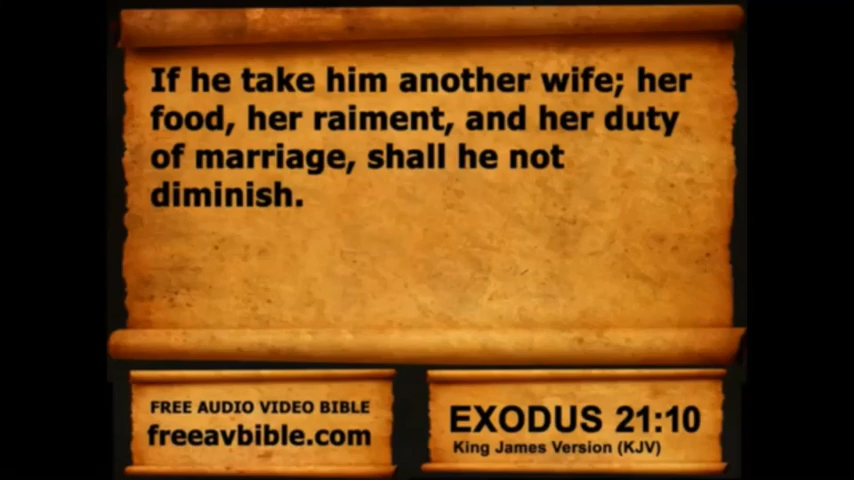 If he take him another wife; her
food, her raiment, and her duty
of marriage, shall he not
diminish.
FREE AUDIO VIDEO BIBLE
freeavbible.com
EXODUS 21:10
King James Version (KJV)